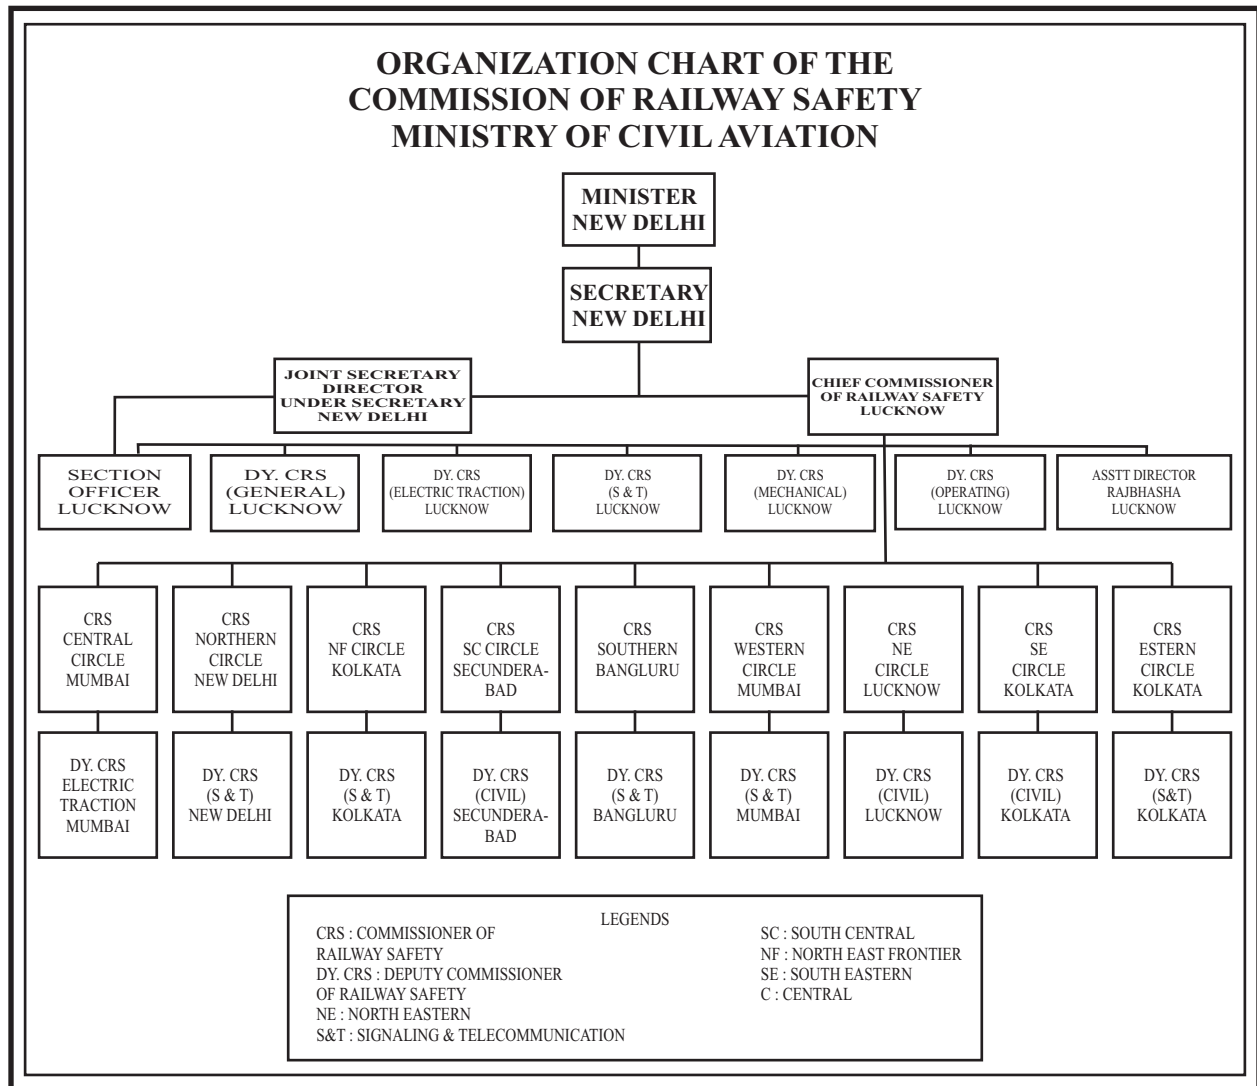 ORGANIZATION CHART OF THE
COMMISSION OF RAILWAY SAFETY
MINISTRY OF CIVIL AVIATION
MINISTER
NEW DELHI
SECRETARY
NEW DELHI
JOINT SECRETARY
DIRECTOR
UNDER SECRETARY
NEW DELHI
CHIEF COMMISSIONER
OF RAILWAY SAFETY
LUCKNOW
SECTION
OFFICER
LUCKNOW
DY. CRS
(GENERAL)
LUCKNOW
DY. CRS
(ELECTRIC TRACTION)
LUCKNOW
DY. CRS
(S & T)
LUCKNOW
DY. CRS
(MECHANICAL)
LUCKNOW
DY. CRS
(OPERATING)
LUCKNOW
ASSTT DIRECTOR
RAJBHASHA
LUCKNOW
CRS
CENTRAL
CIRCLE
MUMBAI
CRS
NORTHERN
CIRCLE
NEW DELHI
CRS
NF CIRCLE
KOLKATA
CRS
SC CIRCLE
SECUNDERA-
BAD
CRS
SOUTHERN
BANGLURU
CRS
WESTERN
CIRCLE
MUMBAI
CRS
NE
CIRCLE
LUCKNOW
CRS
SE
CIRCLE
KOLKATA
CRS
ESTERN
CIRCLE
KOLKATA
DY. CRS
ELECTRIC
TRACTION
MUMBAI
DY. CRS
(S & T)
NEW DELHI
DY. CRS
(S & T)
KOLKATA
DY. CRS
(CIVIL)
SECUNDERA-
BAD
DY. CRS
(S & T)
BANGLURU
DY. CRS
(S & T)
MUMBAI
DY. CRS
(CIVIL)
LUCKNOW
DY. CRS
(CIVIL)
KOLKATA
DY. CRS
(S&T)
KOLKATA
LEGENDS
CRS : COMMISSIONER OF
RAILWAY SAFETY
DY. CRS : DEPUTY COMMISSIONER
OF RAILWAY SAFETY
NE : NORTH EASTERN
S&T : SIGNALING & TELECOMMUNICATION
SC : SOUTH CENTRAL
NF : NORTH EAST FRONTIER
SE : SOUTH EASTERN
C : CENTRAL